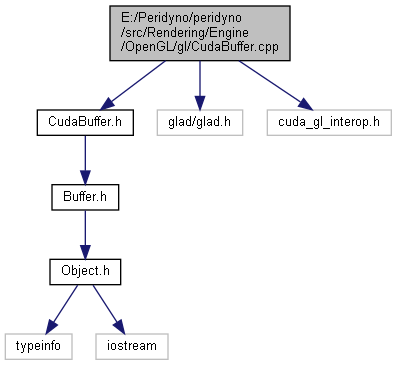 E:/Peridyno/peridyno
/src/Rendering/Engine
/OpenGL/gl/CudaBuffer.cpp
CudaBuffer.h
glad/glad.h
cuda_gl_interop.h
Buffer.h
Object.h
typeinfo
iostream